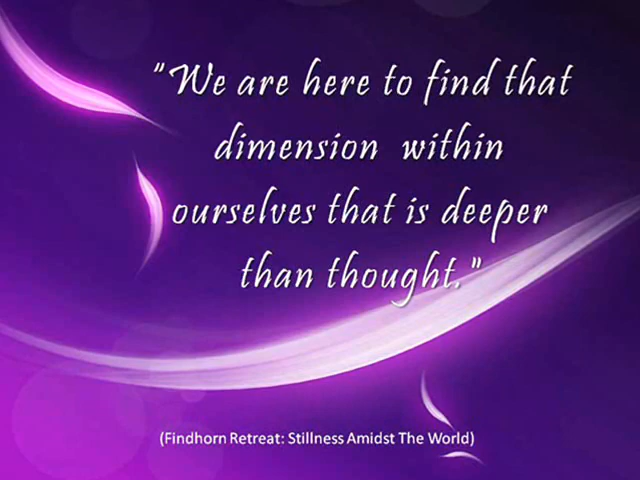 "We are here to find that
dimension within
ourselves that is deeper
than thought."
(Findhorn Retreat: Stillness Amidst The World)